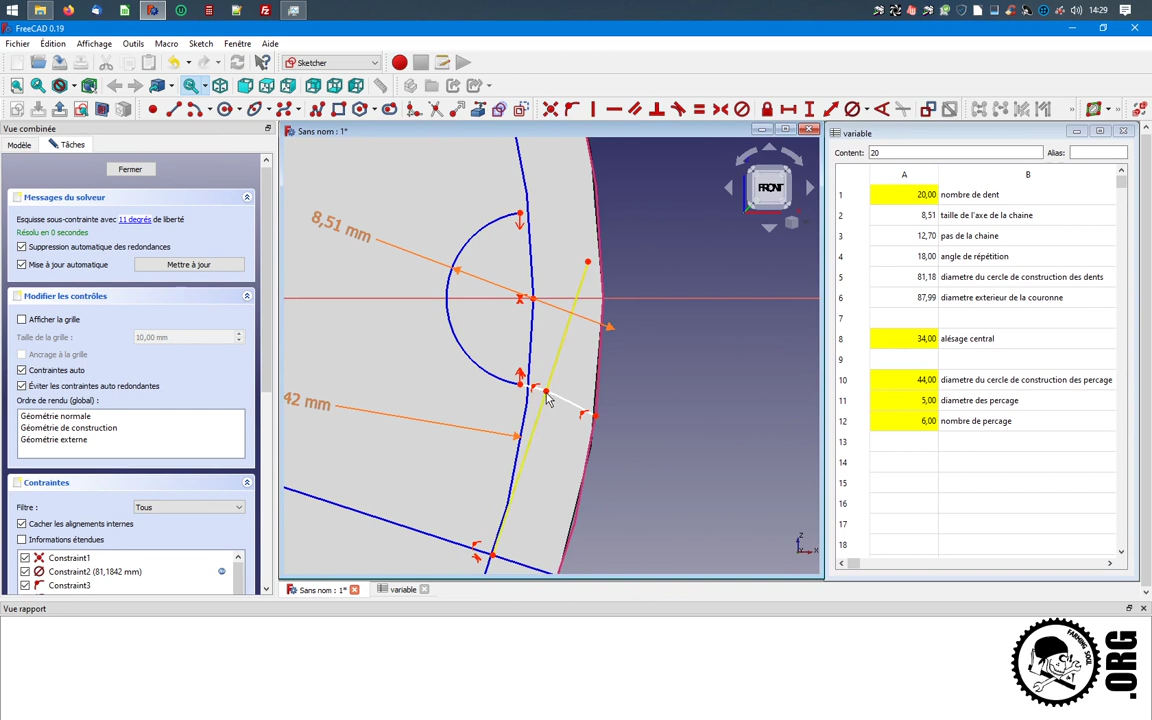 14:29
FreeCAD 0.19
Fichier Édition Affichage Outils Macro Sketch Fenêtre Aide
Sketcher
Vue combinée
Modèle Tâches
Fermer
Messages du solveur
Esquisse sous-contrainte avec 11 degrés de liberté
Résolu en 0 secondes
Suppression automatique des redondances
Mise à jour automatique Mettre à jour
Modifier les contrôles
Afficher la grille
Taille de la grille : 10,00 mm
Ancrage à la grille
Contraintes auto
Éviter les contraintes auto redondantes
Ordre de rendu (global) :
Géométrie normale
Géométrie de construction
Géométrie externe
Contraintes
Filtre : Tous
Cacher les alignements internes
Informations étendues
Constraint1
Constraint2 (81,1842 mm)
Constraint3
Sans nom : 1*
8,51 mm
42 mm
FRONT
Z
X
Sans nom : 1* variable
variable
Content: 20 Alias:
A B
1 20,00 nombre de dent
2 8,51 taille de l'axe de la chaine
3 12,70 pas de la chaine
4 18,00 angle de répétition
5 81,18 diametre du cercle de construction des dents
6 87,99 diametre exterieur de la couronne
7
8 34,00 alésage central
9
10 44,00 diametre du cercle de construction des percage
11 5,00 diametre des percage
12 6,00 nombre de percage
13
14
15
16
17
18
Vue rapport
FARMING SOUL
.ORG